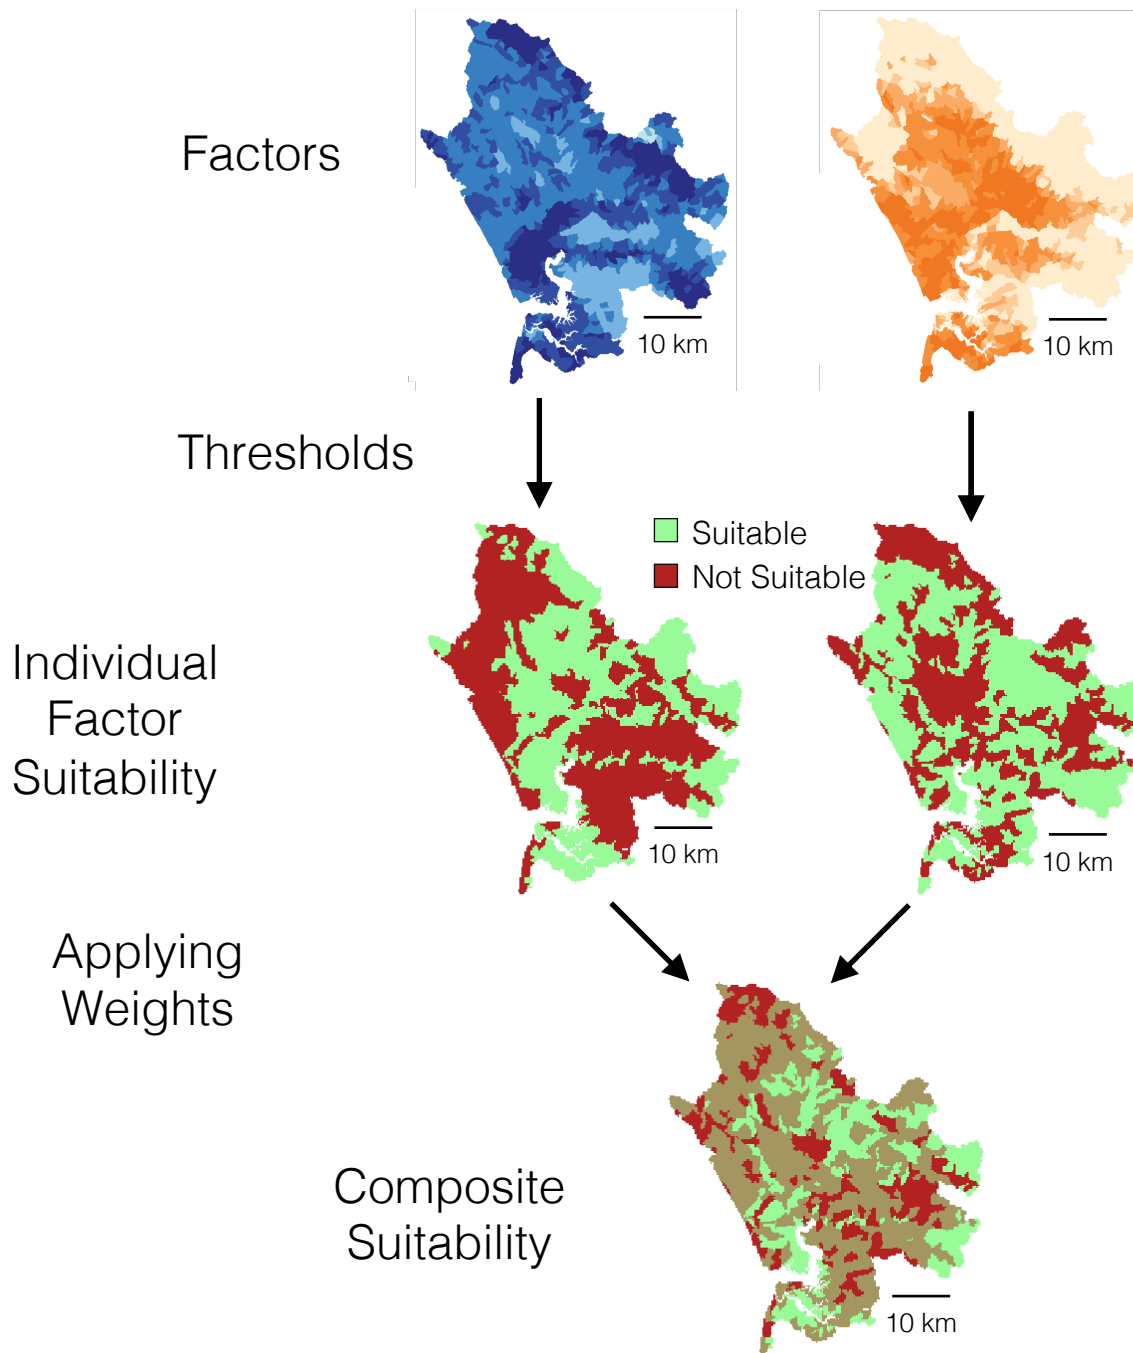 Factors
10 km
10 km
Thresholds
Suitable
Not Suitable
Individual
Factor
Suitability
10 km
10 km
Applying
Weights
Composite
Suitability
10 km